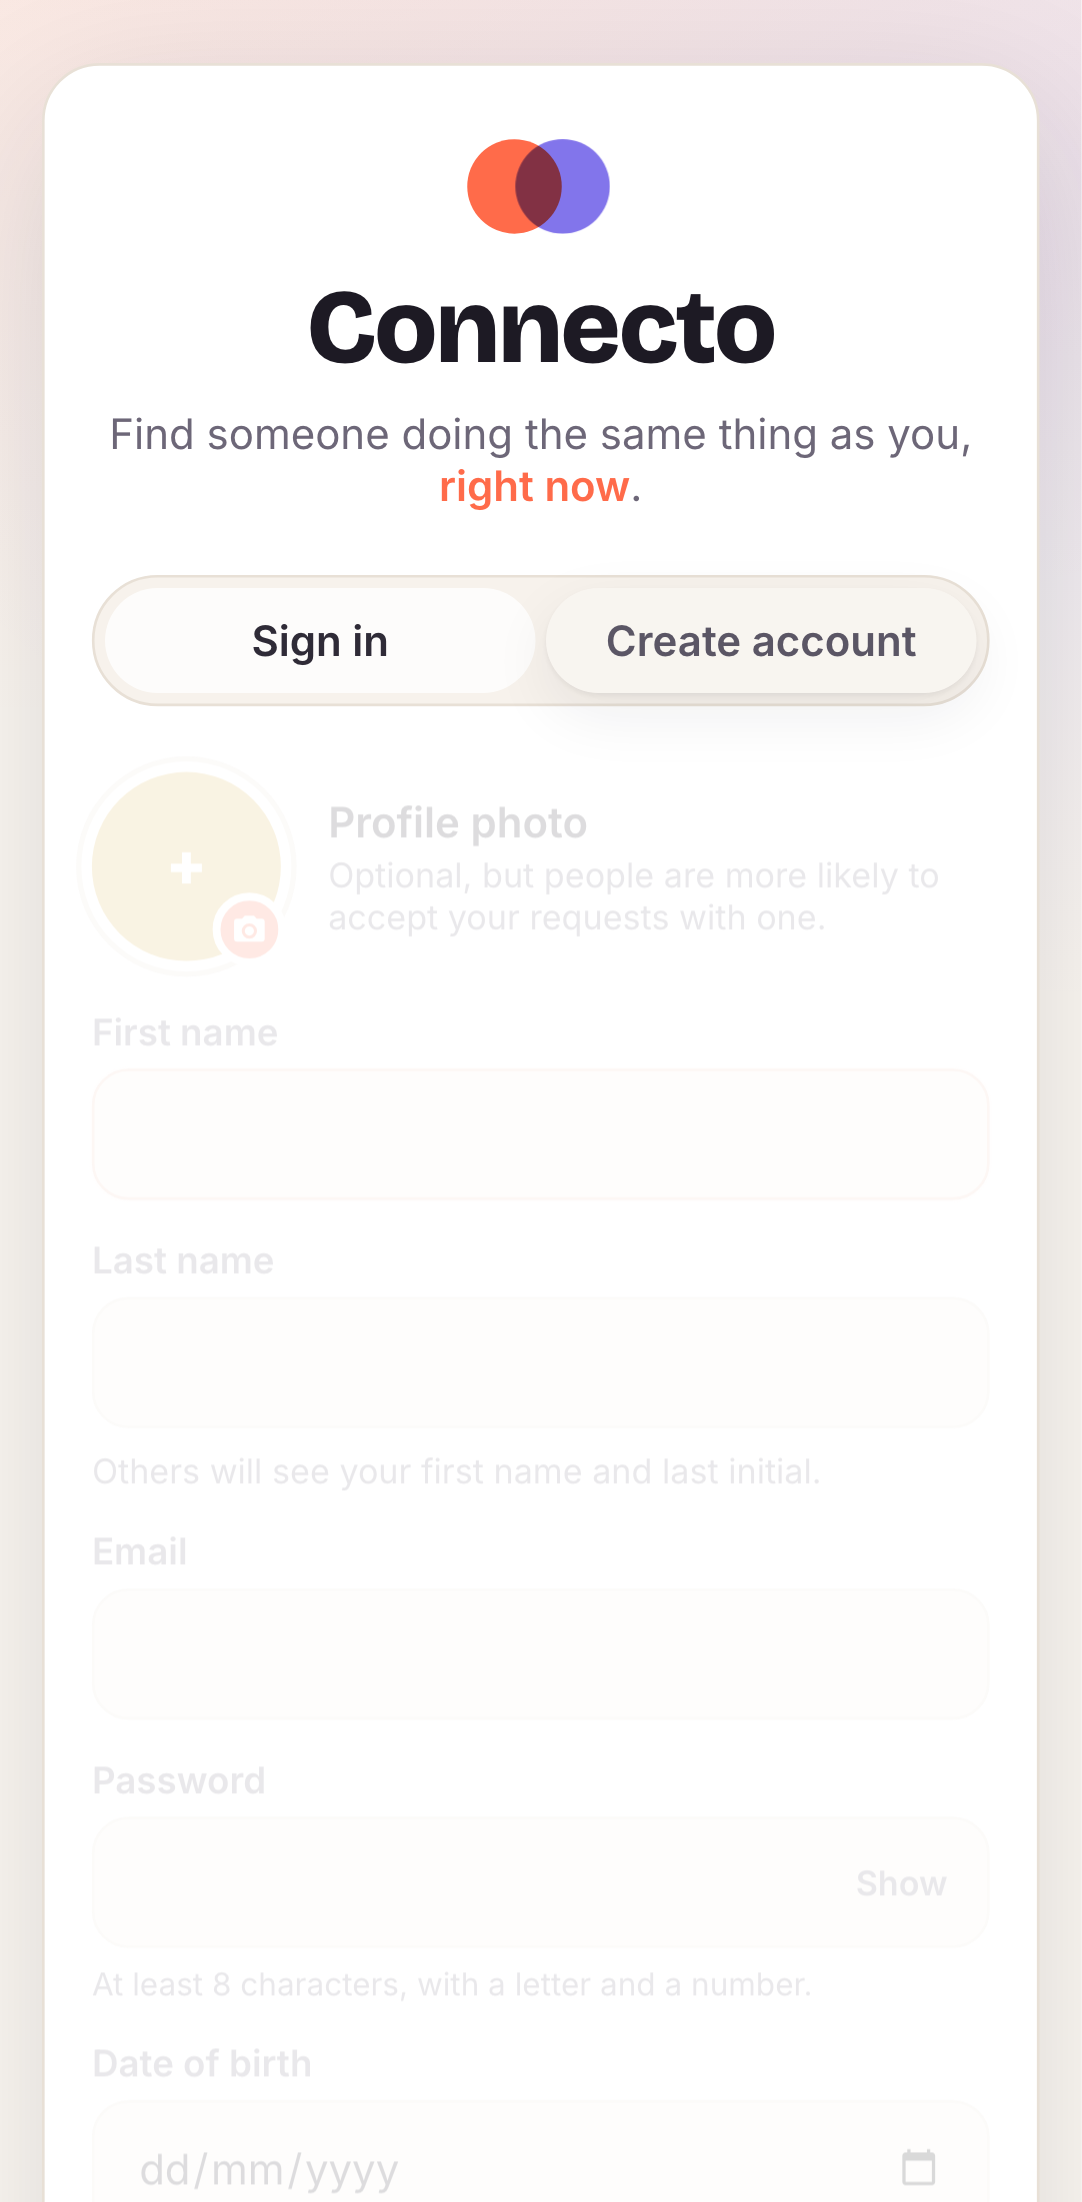 Connecto
Find someone doing the same thing as you,
right now.
Sign in
Create account
Profile photo
Optional, but people are more likely to
accept your requests with one.
First name
Last name
Others will see your first name and last initial.
Email
Password
Show
At least 8 characters, with a letter and a number.
Date of birth
dd/mm/yyyy